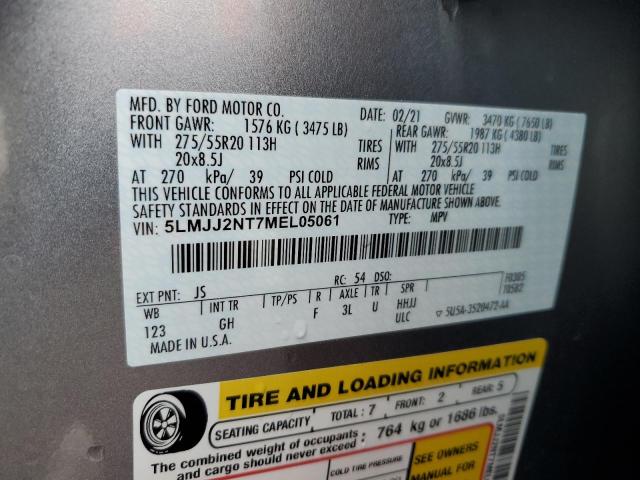 MFD. BY FORD MOTOR CO.
DATE: 02/21 GVWR: 3470 KG ( 7650 LB)
FRONT GAWR: 1576 KG ( 3475 LB) REAR GAWR: 1987 KG ( 4380 LB)
WITH 275/55R20 113H TIRES WITH 275/55R20 113H TIRES
20x8.5J RIMS 20x8.5J RIMS
AT 270 kPa/ 39 PSI COLD AT 270 kPa/ 39 PSI COLD
THIS VEHICLE CONFORMS TO ALL APPLICABLE FEDERAL MOTOR VEHICLE
SAFETY STANDARDS IN EFFECT ON THE DATE OF MANUFACTURE SHOWN ABOVE.
VIN: 5LMJJ2NT7MEL05061 TYPE: MPV
EXT PNT: JS RC: 54 DSO:
WB INT TR TP/PS R AXLE TR SPR
123 GH F 3L U HHJJ
ULC
MADE IN U.S.A. 5U5A-3520472-AA
TIRE AND LOADING INFORMATION
SEATING CAPACITY TOTAL: 7 FRONT: 2 REAR: 5
The combined weight of occupants and cargo should never exceed: 764 kg or 1686 lbs.
COLD TIRE PRESSURE
SEE OWNERS
MANUAL FOR